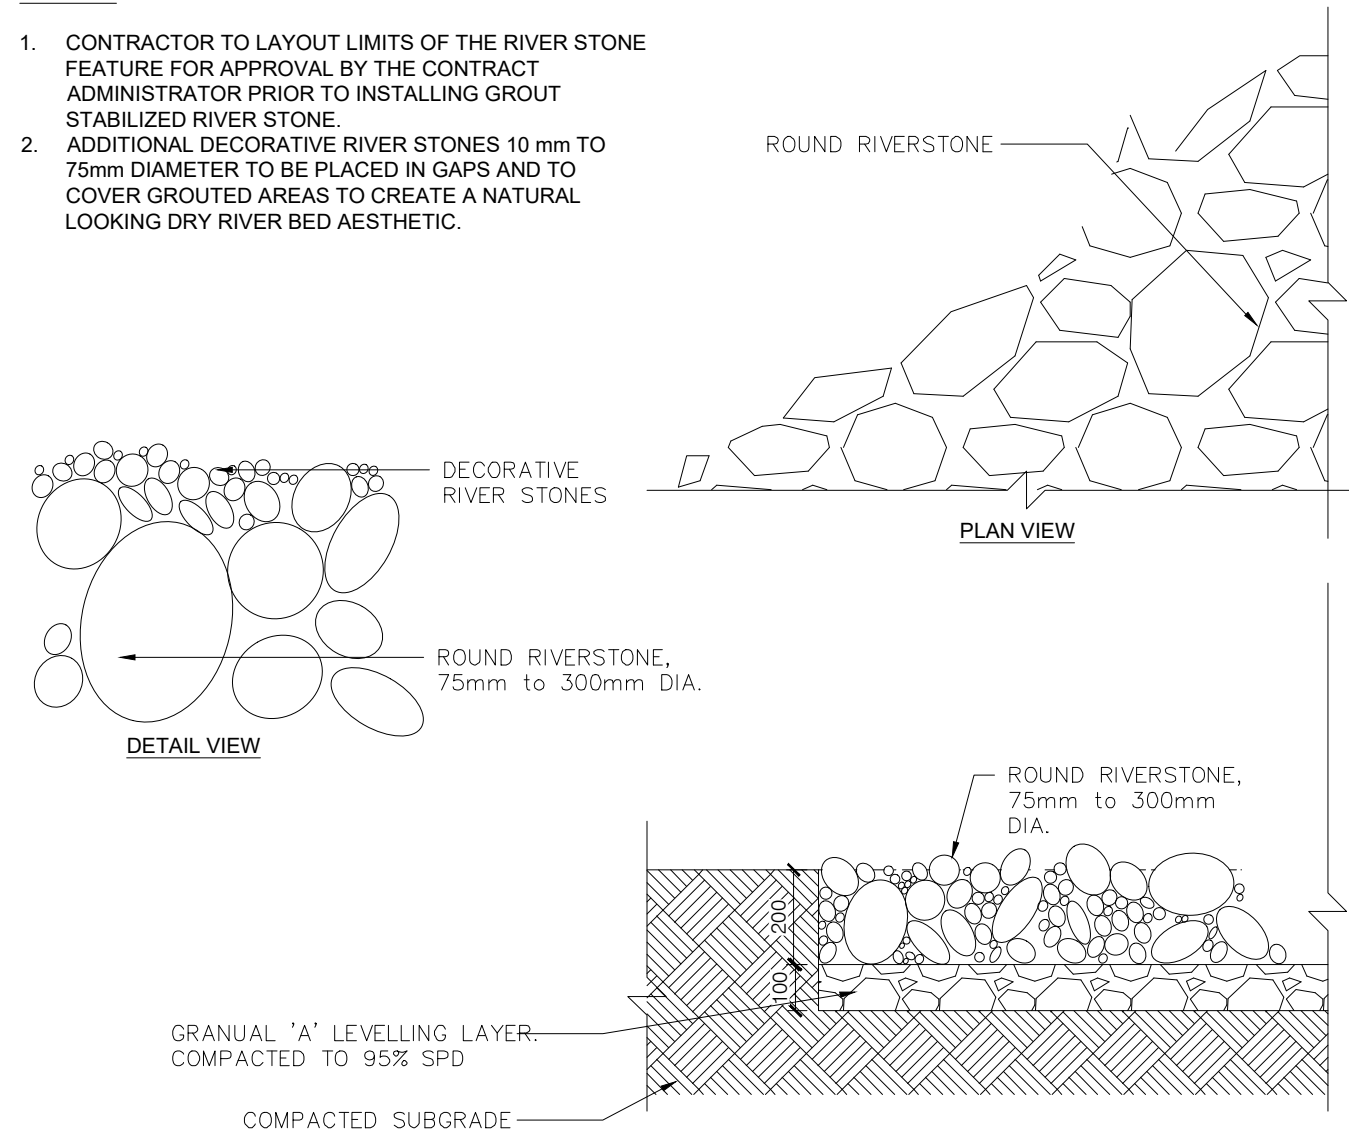 1. CONTRACTOR TO LAYOUT LIMITS OF THE RIVER STONE
FEATURE FOR APPROVAL BY THE CONTRACT
ADMINISTRATOR PRIOR TO INSTALLING GROUT
STABILIZED RIVER STONE.
2. ADDITIONAL DECORATIVE RIVER STONES 10 mm TO
75mm DIAMETER TO BE PLACED IN GAPS AND TO
COVER GROUTED AREAS TO CREATE A NATURAL
LOOKING DRY RIVER BED AESTHETIC.
ROUND RIVERSTONE
PLAN VIEW
DECORATIVE
RIVER STONES
ROUND RIVERSTONE,
75mm to 300mm DIA.
DETAIL VIEW
ROUND RIVERSTONE,
75mm to 300mm
DIA.
200
100
GRANUAL 'A' LEVELLING LAYER.
COMPACTED TO 95% SPD
COMPACTED SUBGRADE